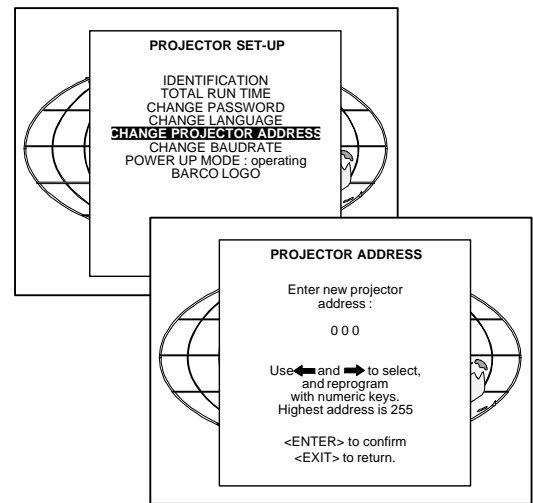 PROJECTOR SET-UP
IDENTIFICATION
TOTAL RUN TIME
CHANGE PASSWORD
CHANGE LANGUAGE
CHANGE PROJECTOR ADDRESS
CHANGE BAUDRATE
POWER UP MODE : operating
BARCO LOGO
PROJECTOR ADDRESS
Enter new projector
address :
0 0 0
Use ← and → to select,
and reprogram
with numeric keys.
Highest address is 255
<ENTER> to confirm
<EXIT> to return.